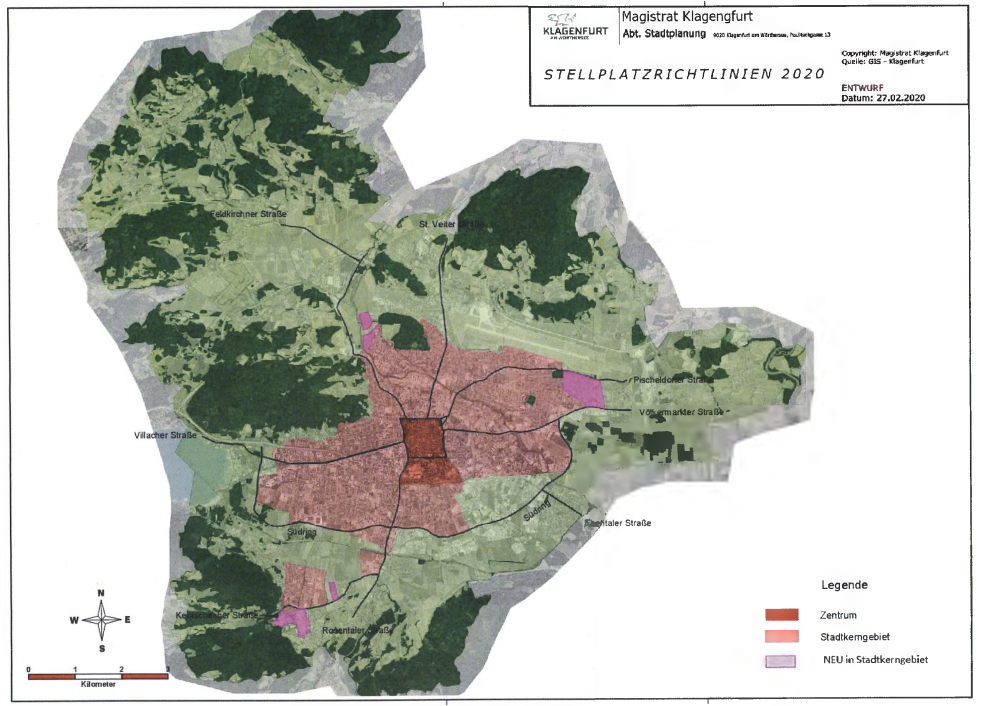 KLAGENFURT
AM WÖRTHERSEE
Magistrat Klagengfurt
Abt. Stadtplanung 9020 Klagenfurt am Wörthersee, Paulitschgasse 13
STELLPLATZRICHTLINIEN 2020
Copyright: Magistrat Klagenfurt
Quelle: GIS - Klagenfurt
ENTWURF
Datum: 27.02.2020
Feldkirchner Straße
St. Veiter Straße
Pischeldorfer Straße
Völkermarkter Straße
Villacher Straße
Südring
Ebentaler Straße
Südring
Keutschacher Straße
Rosentaler Straße
N
W E
S
0 1 2 3
Kilometer
Legende
Zentrum
Stadtkerngebiet
NEU in Stadtkerngebiet